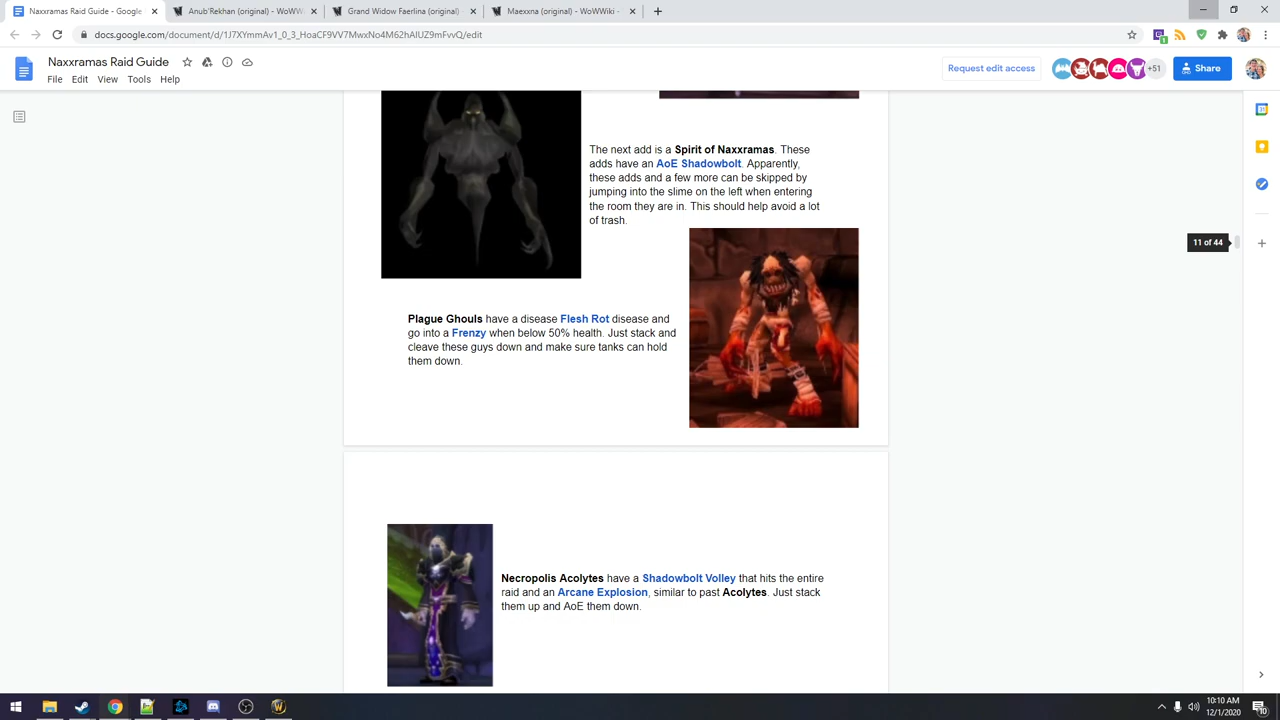 Naxxramas Raid Guide - Google
Anub'Rekhan (original) - WoWW
Grand Widow Faerlina (original)
Maexxna (original) - WoWWiki -
docs.google.com/document/d/1J7XYmmAv1_0_3_HoaCF9VV7MwxNo4M62hAIUZ9mFvvQ/edit
1
Naxxramas Raid Guide
File Edit View Tools Help
Request edit access
+51
Share
31
The next add is a Spirit of Naxxramas. These
adds have an AoE Shadowbolt. Apparently,
these adds and a few more can be skipped by
jumping into the slime on the left when entering
the room they are in. This should help avoid a lot
of trash.
11 of 44
Plague Ghouls have a disease Flesh Rot disease and
go into a Frenzy when below 50% health. Just stack and
cleave these guys down and make sure tanks can hold
them down.
Necropolis Acolytes have a Shadowbolt Volley that hits the entire
raid and an Arcane Explosion, similar to past Acolytes. Just stack
them up and AoE them down.
10:10 AM
12/1/2020
10